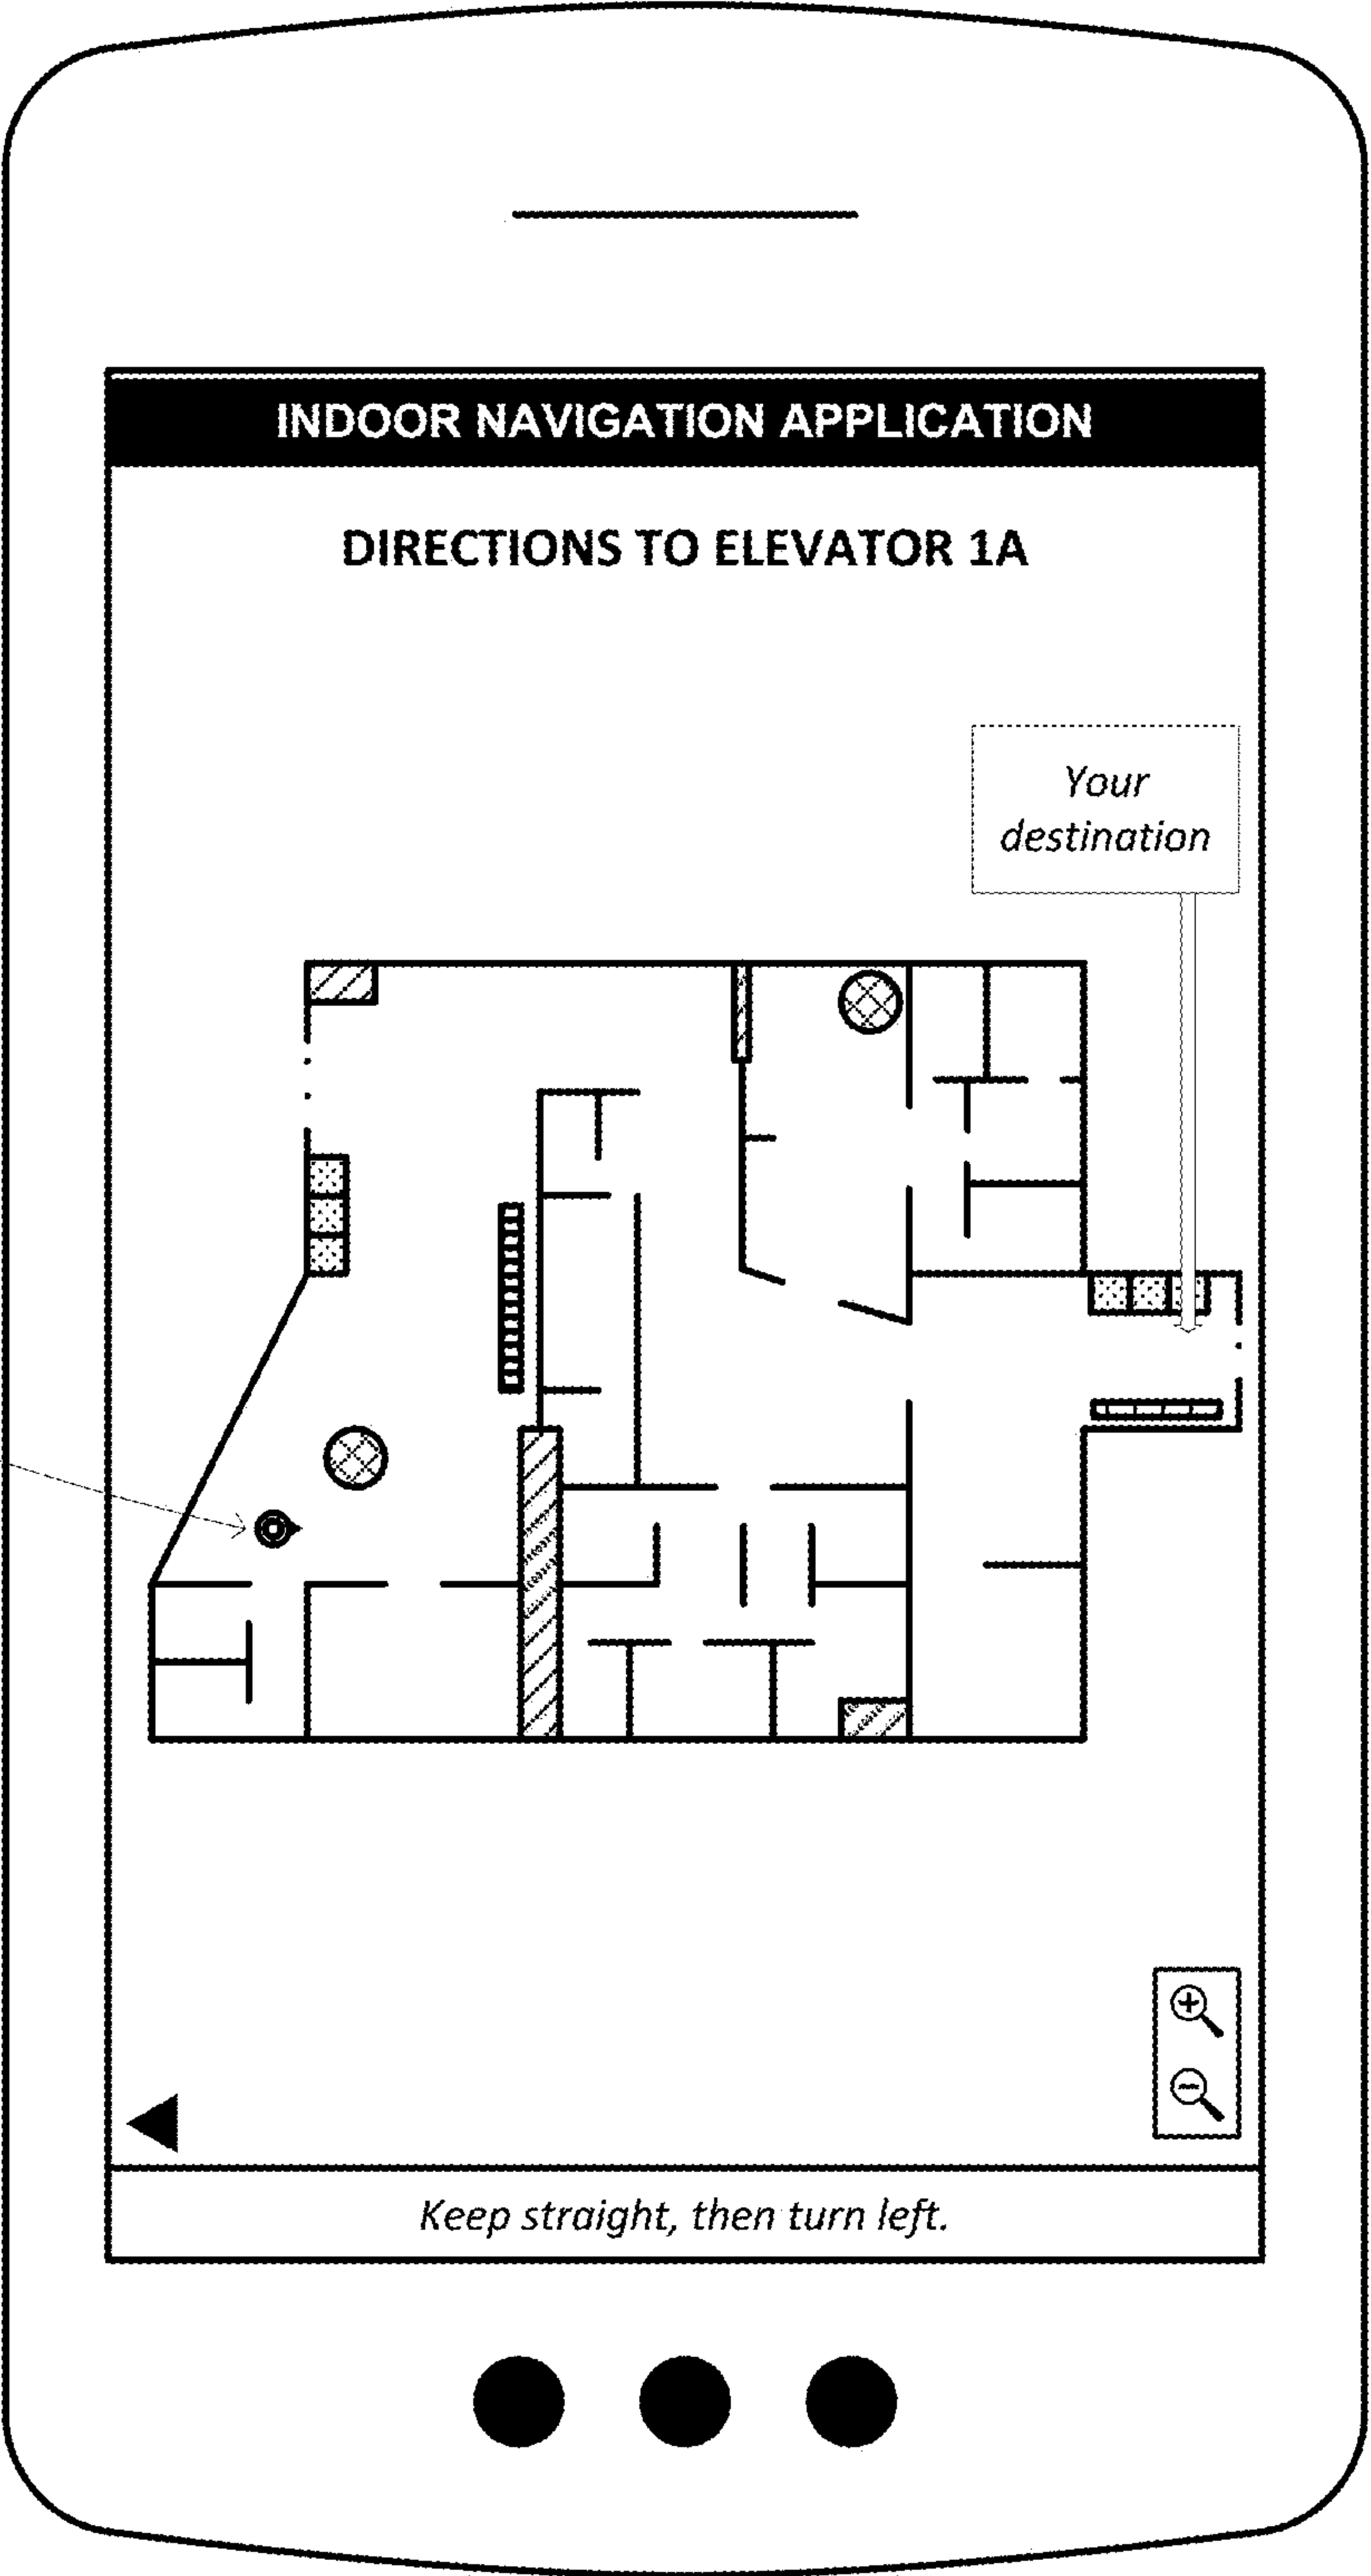 INDOOR NAVIGATION APPLICATION
DIRECTIONS TO ELEVATOR 1A
Your
destination
Keep straight, then turn left.